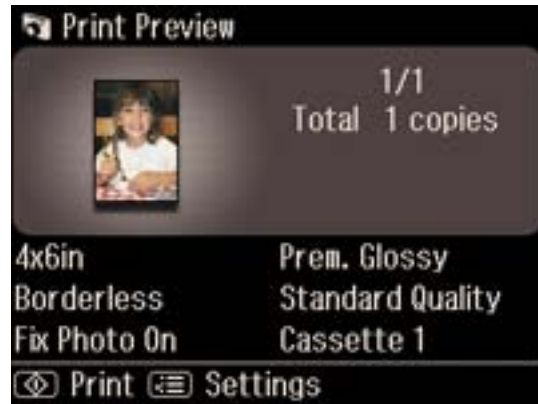 Print Preview
1/1
Total 1 copies
4x6in Prem. Glossy
Borderless Standard Quality
Fix Photo On Cassette 1
Print Settings